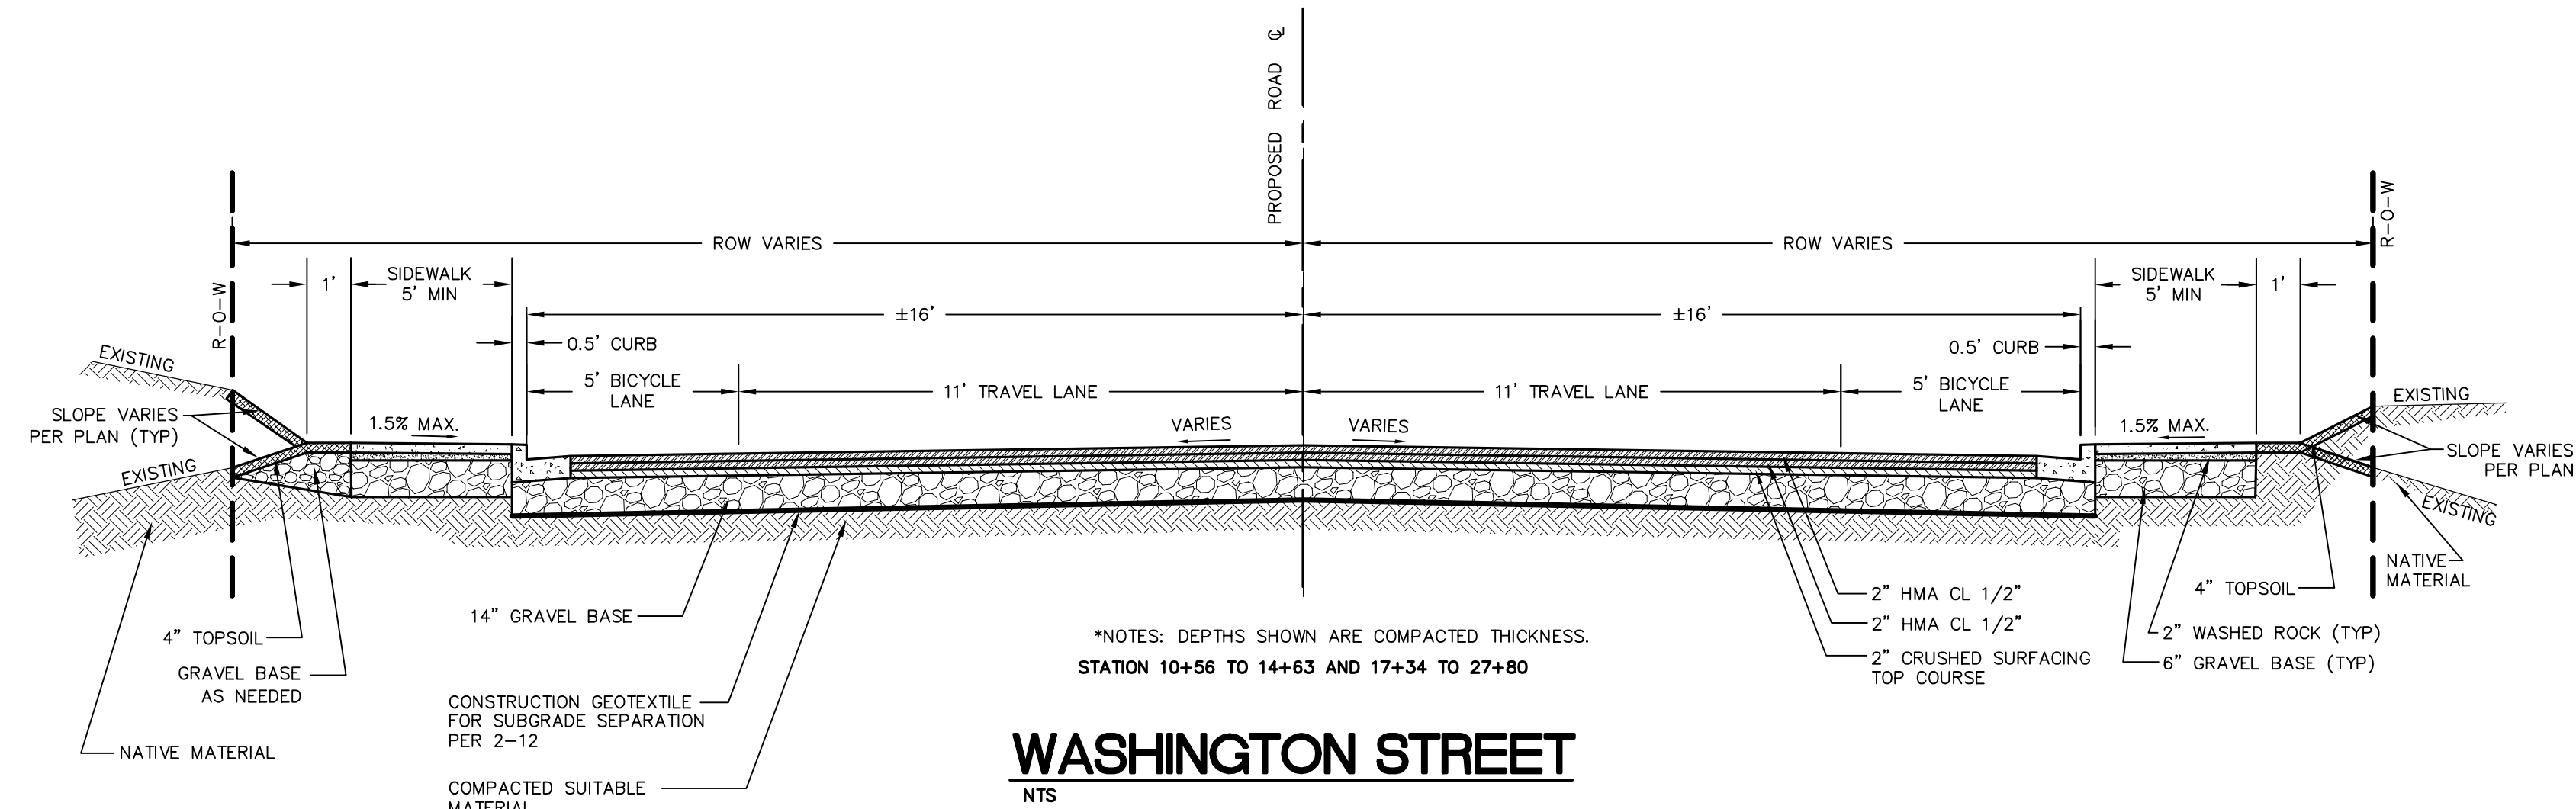 PROPOSED ROAD ℄
R-O-W
R-O-W
ROW VARIES
ROW VARIES
1'
SIDEWALK
5' MIN
SIDEWALK
5' MIN
1'
±16'
±16'
0.5' CURB
0.5' CURB
5' BICYCLE
LANE
11' TRAVEL LANE
11' TRAVEL LANE
5' BICYCLE
LANE
EXISTING
SLOPE VARIES
PER PLAN (TYP)
EXISTING
1.5% MAX.
VARIES
VARIES
1.5% MAX.
EXISTING
SLOPE VARIES
PER PLAN
EXISTING
NATIVE
MATERIAL
4" TOPSOIL
2" WASHED ROCK (TYP)
6" GRAVEL BASE (TYP)
2" HMA CL 1/2"
2" HMA CL 1/2"
2" CRUSHED SURFACING
TOP COURSE
14" GRAVEL BASE
4" TOPSOIL
GRAVEL BASE
AS NEEDED
NATIVE MATERIAL
CONSTRUCTION GEOTEXTILE
FOR SUBGRADE SEPARATION
PER 2-12
COMPACTED SUITABLE
MATERIAL
*NOTES: DEPTHS SHOWN ARE COMPACTED THICKNESS.
STATION 10+56 TO 14+63 AND 17+34 TO 27+80
WASHINGTON STREET
NTS